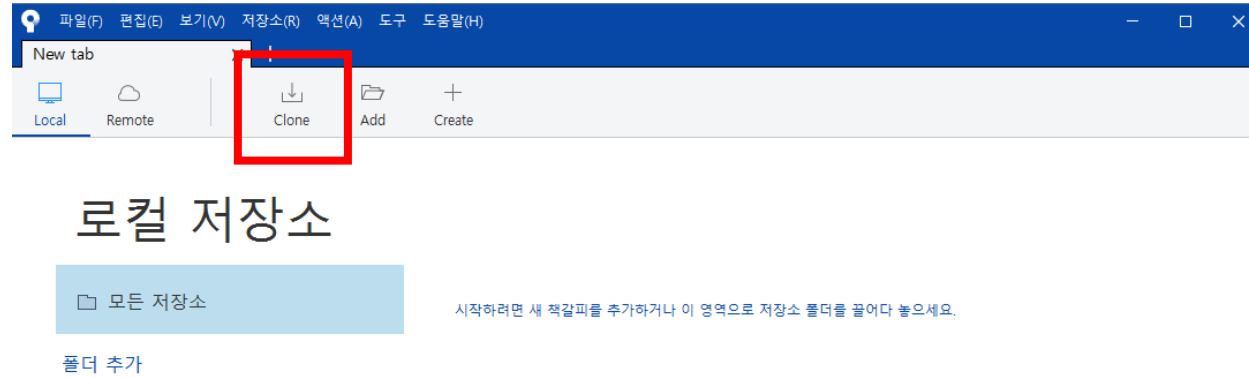 파일(F) 편집(E) 보기(V) 저장소(R) 액션(A) 도구 도움말(H)
New tab
Local Remote Clone Add Create
로컬 저장소
모든 저장소
시작하려면 새 책갈피를 추가하거나 이 영역으로 저장소 폴더를 끌어다 놓으세요.
폴더 추가